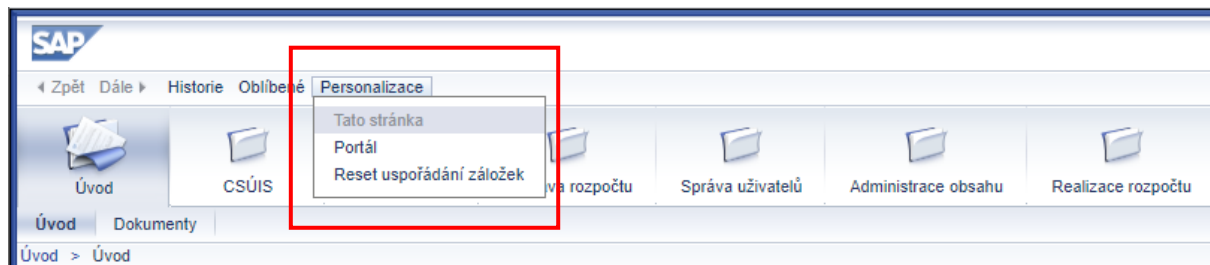 SAP
Zpět Dále Historie Oblíbené Personalizace
Tato stránka
Portál
Reset uspořádání záložek
Úvod CSÚIS rozpočtu Správa uživatelů Administrace obsahu Realizace rozpočtu
Úvod Dokumenty
Úvod > Úvod